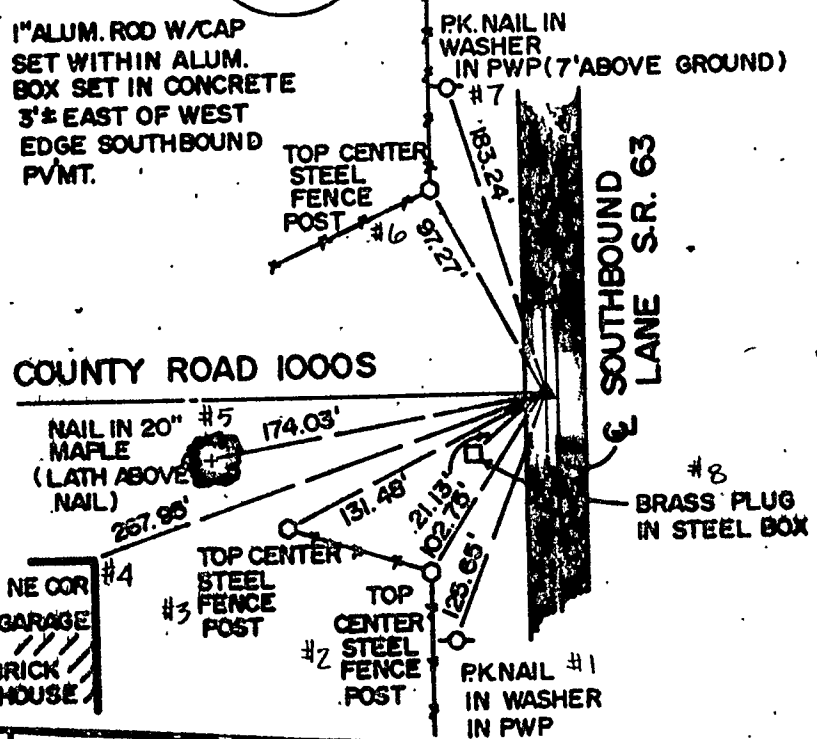 1" ALUM. ROD W/CAP
SET WITHIN ALUM.
BOX SET IN CONCRETE
3'± EAST OF WEST
EDGE SOUTHBOUND
PV'MT.
P.K. NAIL IN
WASHER
IN PWP (7' ABOVE GROUND)
#7
183.24'
TOP CENTER
STEEL
FENCE
POST
#6
97.27'
SOUTHBOUND
LANE S.R. 63
COUNTY ROAD 1000S
NAIL IN 20"
MAPLE
(LATH ABOVE
NAIL)
#5
174.03'
267.95'
131.48'
21.13'
102.75'
125.65'
#8
BRASS PLUG
IN STEEL BOX
#4
NE COR
GARAGE
BRICK
HOUSE
TOP CENTER
STEEL
FENCE
POST
#3
TOP
CENTER
STEEL
FENCE
POST
#2
P.K NAIL #1
IN WASHER
IN PWP